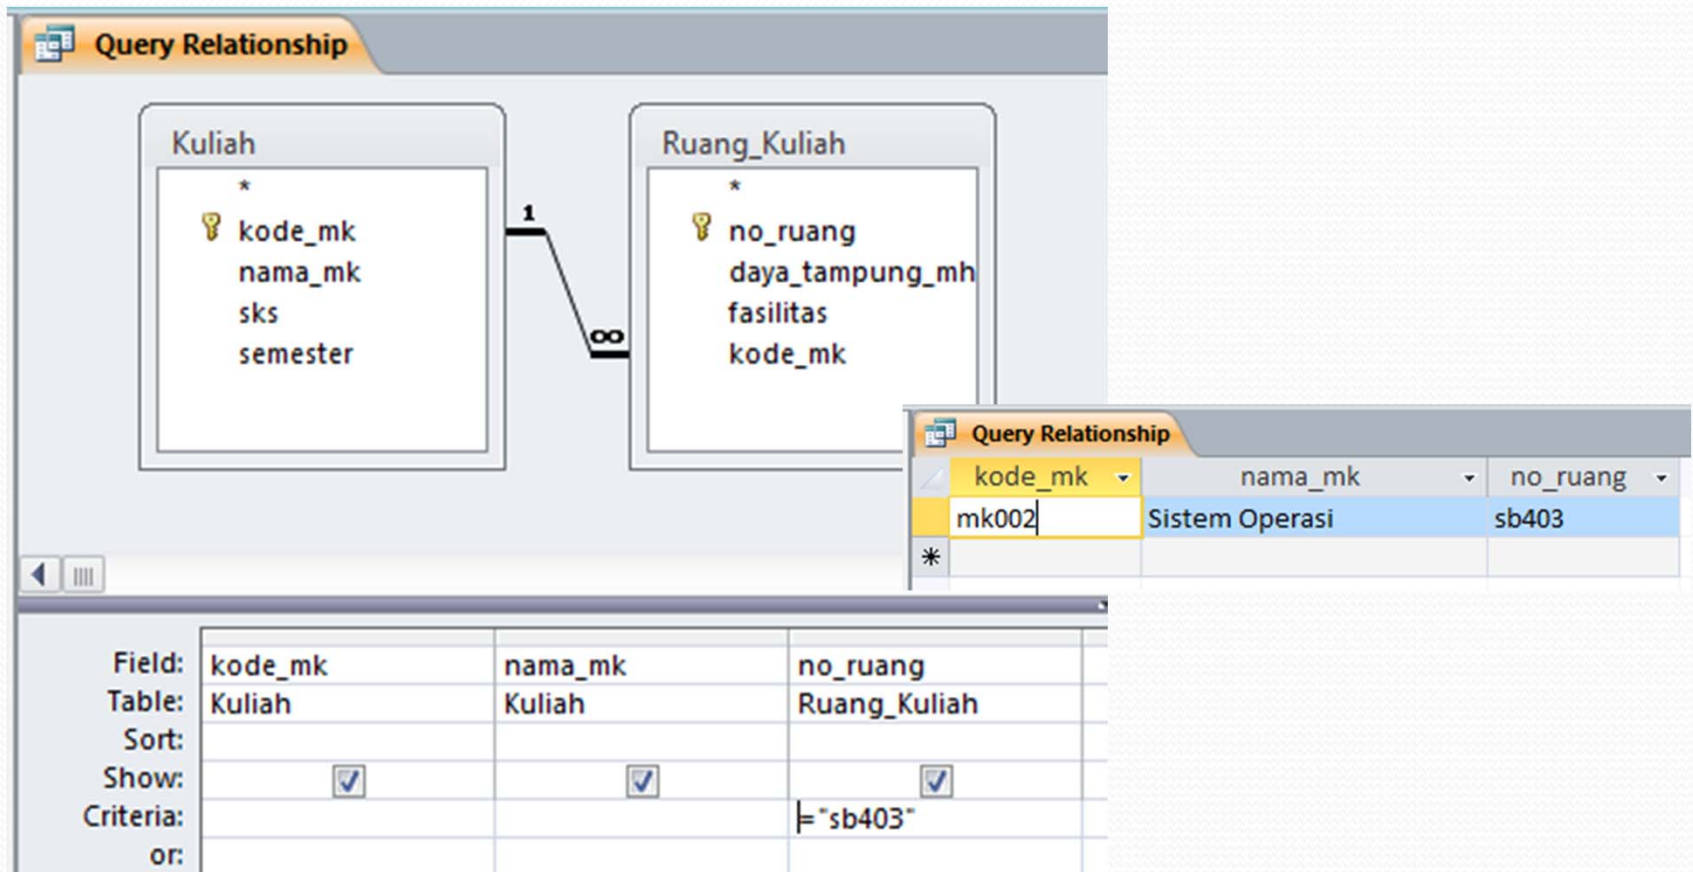 Query Relationship
Kuliah
*
kode_mk
nama_mk
sks
semester
1
∞
Ruang_Kuliah
*
no_ruang
daya_tampung_mh
fasilitas
kode_mk
Query Relationship
kode_mk nama_mk no_ruang
mk002 Sistem Operasi sb403
*
Field: kode_mk nama_mk no_ruang
Table: Kuliah Kuliah Ruang_Kuliah
Sort:
Show:
Criteria: ="sb403"
or: